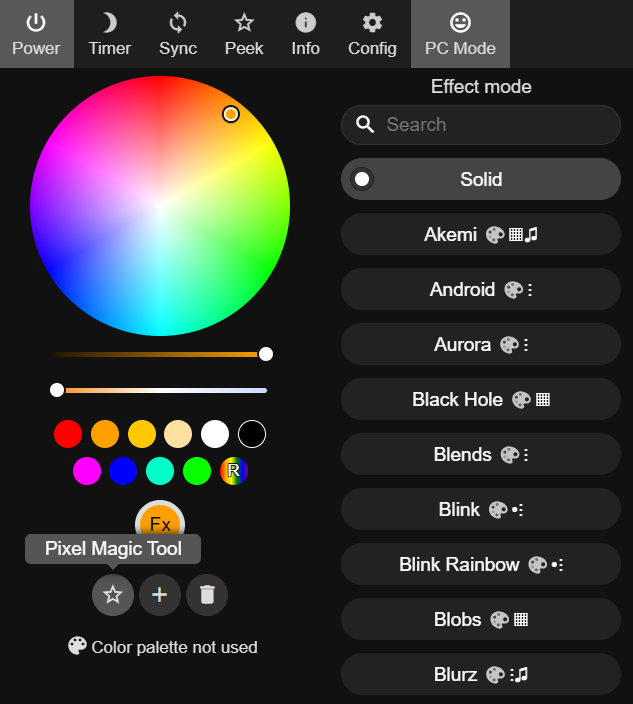 Power Timer Sync Peek Info Config PC Mode
Effect mode
Search
Solid
Akemi
Android
Aurora
Black Hole
Blends
Blink
Blink Rainbow
Blobs
Blurz
R
Fx
Pixel Magic Tool
Color palette not used